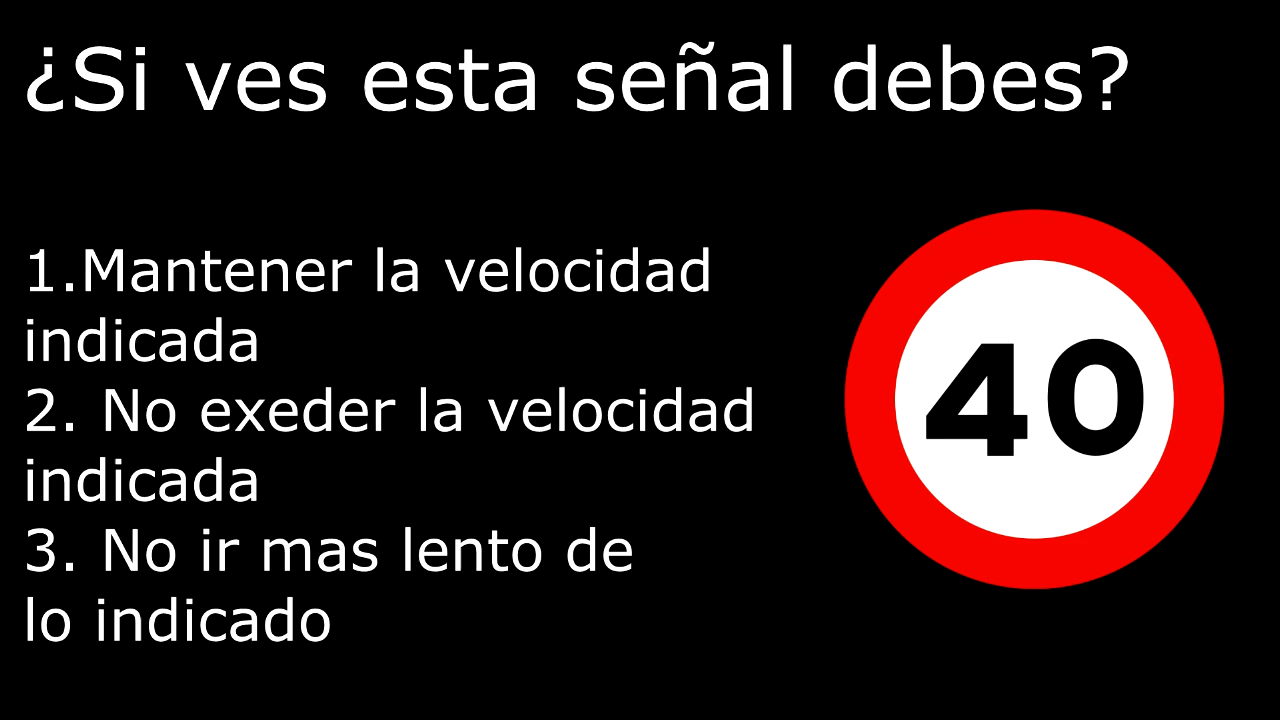 ¿Si ves esta señal debes?
1.Mantener la velocidad
indicada
2. No exeder la velocidad
indicada
3. No ir mas lento de
lo indicado
40